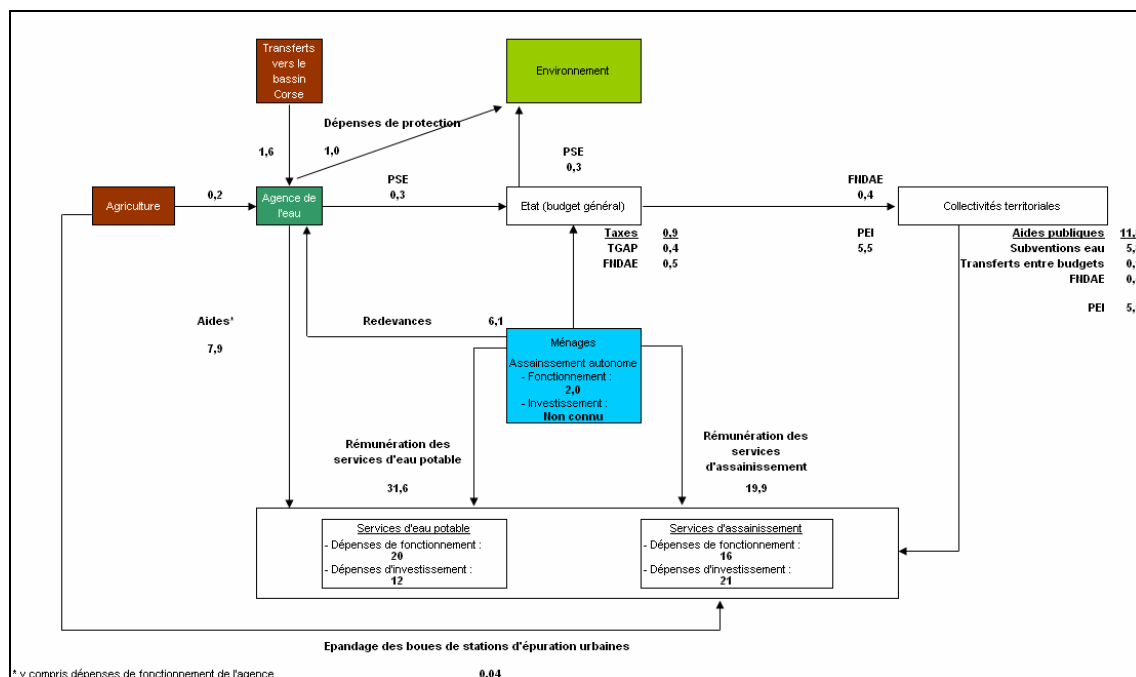 Transferts
vers le
bassin
Corse
Environnement
Dépenses de protection
1,6
1,0
PSE
0,3
Agriculture
0,2
Agence de
l'eau
PSE
0,3
Etat (budget général)
FNDAE
0,4
Collectivités territoriales
Taxes 0,9
TGAP 0,4
FNDAE 0,5
PEI
5,5
Aides publiques 11,
Subventions eau 5,
Transferts entre budgets 0,
FNDAE 0,
PEI 5,
Aides*
7,9
Redevances 6,1
Ménages
Assainssement autonome
- Fonctionnement :
2,0
- Investissement :
Non connu
Rémunération des
services d'eau potable
31,6
Rémunération des
services
d'assainissement
19,9
Services d'eau potable
- Dépenses de fonctionnement :
20
- Dépenses d'investissement :
12
Services d'assainissement
- Dépenses de fonctionnement :
16
- Dépenses d'investissement :
21
Epandage des boues de stations d'épuration urbaines
0,04
* y compris dépenses de fonctionnement de l'agence